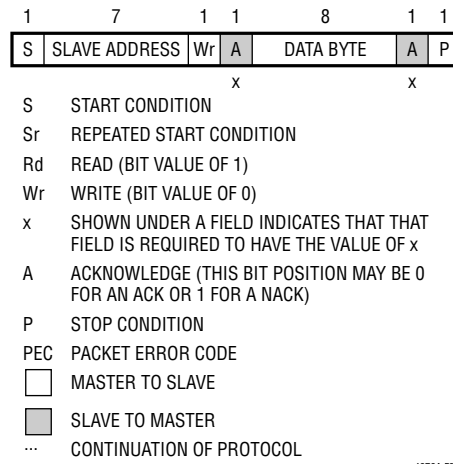 1 7 1 1 8 1 1
S SLAVE ADDRESS Wr A DATA BYTE A P
x x
S START CONDITION
Sr REPEATED START CONDITION
Rd READ (BIT VALUE OF 1)
Wr WRITE (BIT VALUE OF 0)
x SHOWN UNDER A FIELD INDICATES THAT THAT
FIELD IS REQUIRED TO HAVE THE VALUE OF x
A ACKNOWLEDGE (THIS BIT POSITION MAY BE 0
FOR AN ACK OR 1 FOR A NACK)
P STOP CONDITION
PEC PACKET ERROR CODE
MASTER TO SLAVE
SLAVE TO MASTER
... CONTINUATION OF PROTOCOL